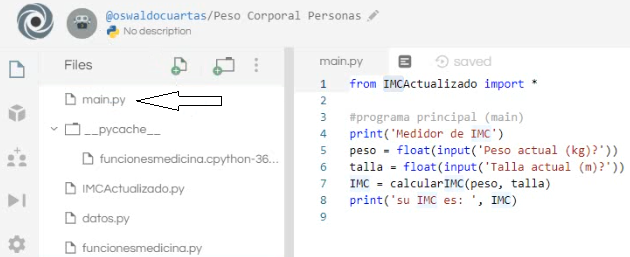 @oswaldocuartas/Peso Corporal Personas
No description
Files
main.py
__pycache__
funcionesmedicina.cpython-36...
IMCActualizado.py
datos.py
funcionesmedicina.py
main.py
saved
1 from IMCActualizado import *
2
3 #programa principal (main)
4 print('Medidor de IMC')
5 peso = float(input('Peso actual (kg)?'))
6 talla = float(input('Talla actual (m)?'))
7 IMC = calcularIMC(peso, talla)
8 print('su IMC es: ', IMC)
9